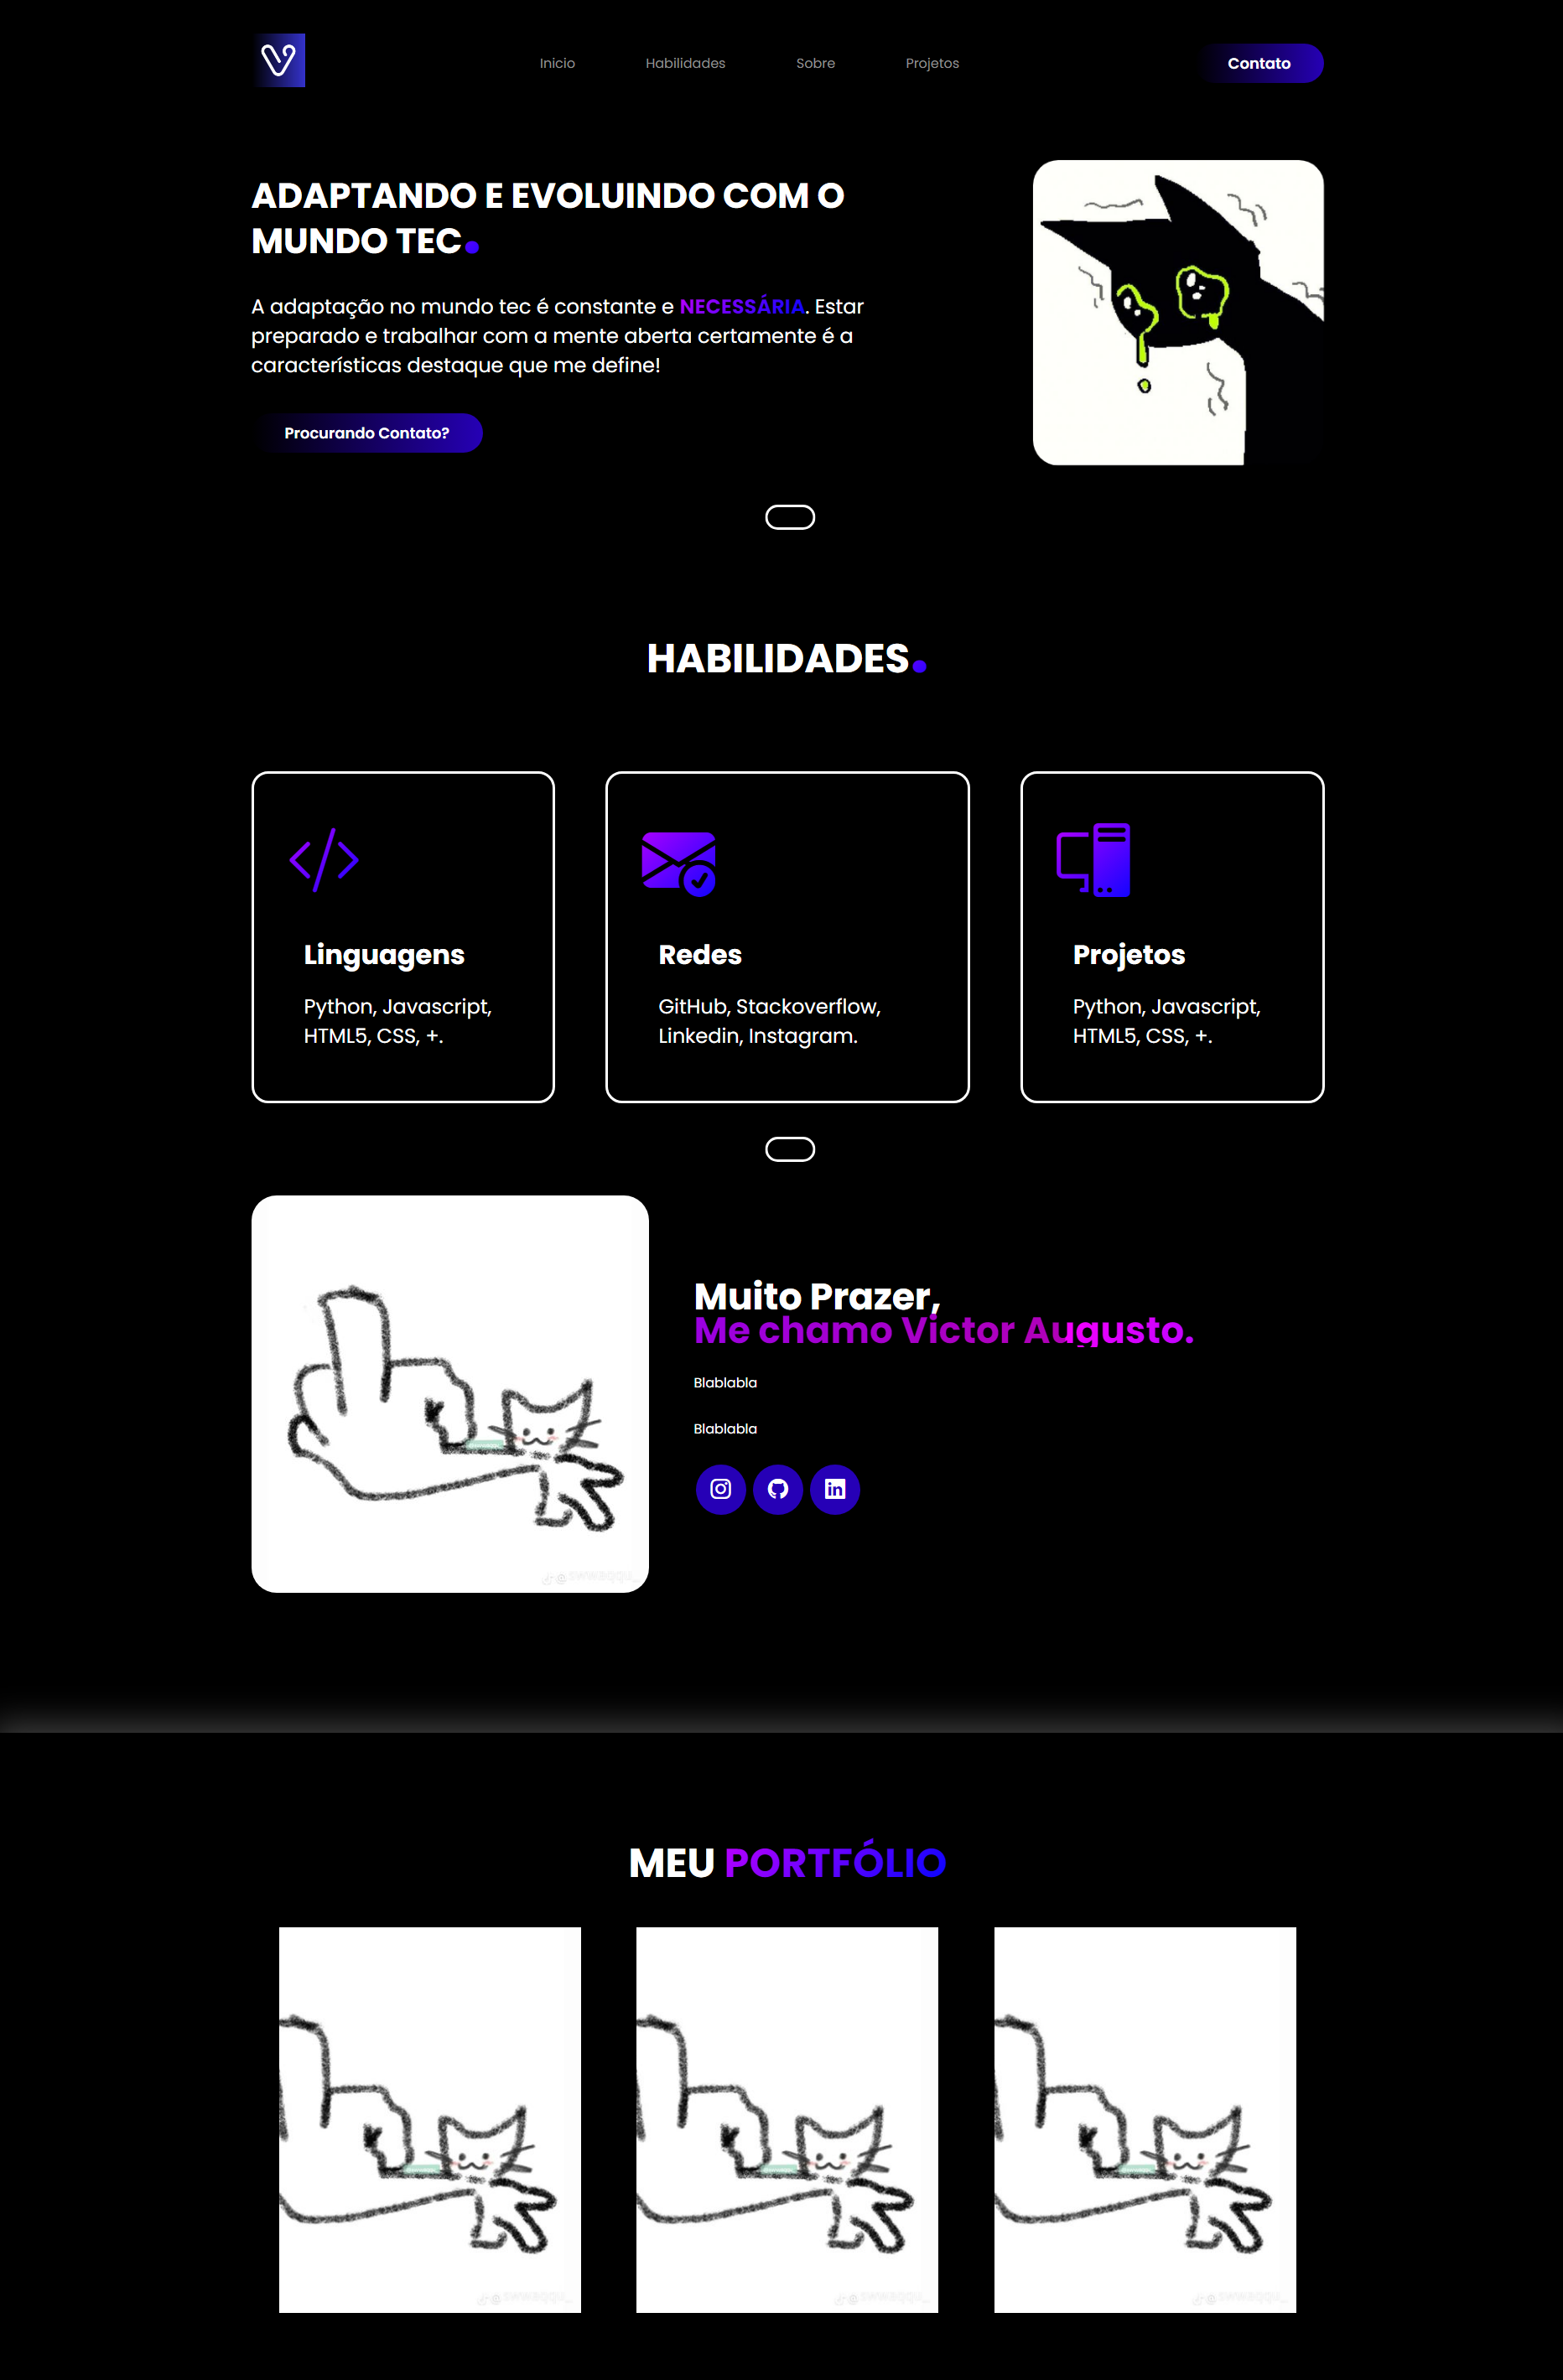 Inicio
Habilidades
Sobre
Projetos
Contato
ADAPTANDO E EVOLUINDO COM O
MUNDO TEC.
A adaptação no mundo tec é constante e NECESSÁRIA. Estar
preparado e trabalhar com a mente aberta certamente é a
características destaque que me define!
Procurando Contato?
HABILIDADES.
Linguagens
Python, Javascript,
HTML5, CSS, +.
Redes
GitHub, Stackoverflow,
Linkedin, Instagram.
Projetos
Python, Javascript,
HTML5, CSS, +.
Muito Prazer,
Me chamo Victor Augusto.
Blablabla
Blablabla
MEU PORTFÓLIO